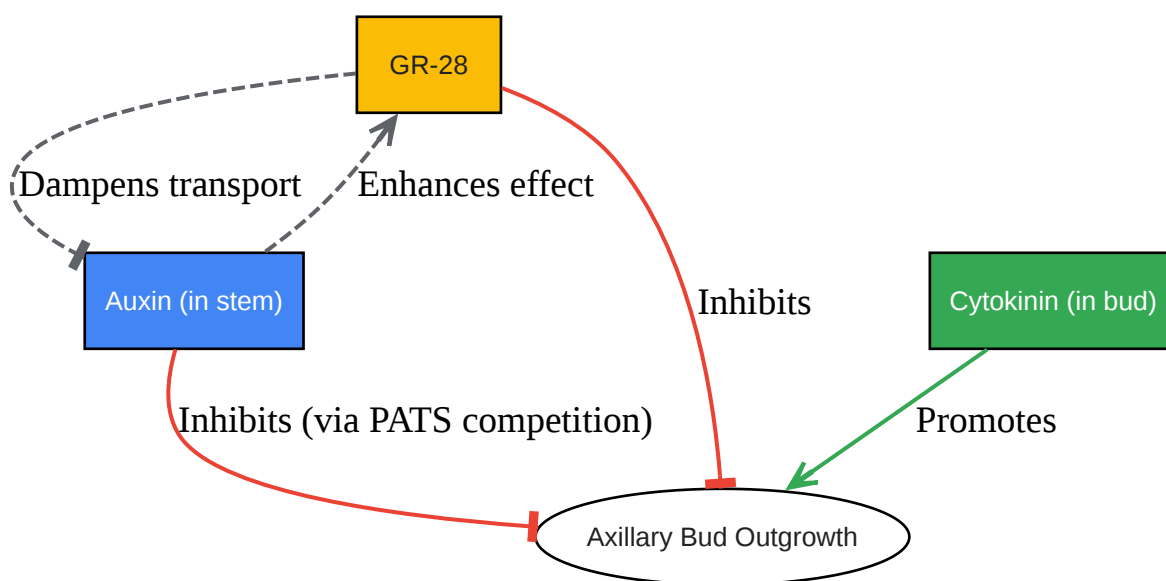 GR-28
Dampens transport
Enhances effect
Auxin (in stem)
Inhibits
Cytokinin (in bud)
Inhibits (via PATS competition)
Promotes
Axillary Bud Outgrowth